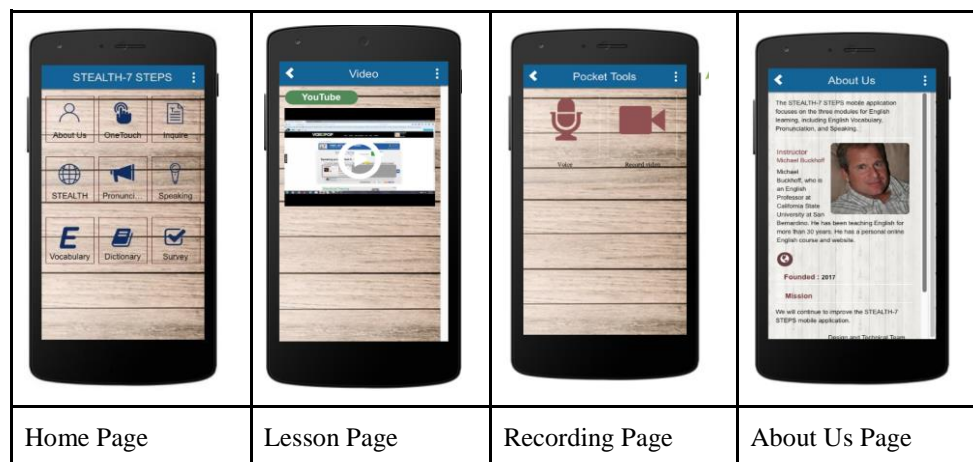 STEALTH-7 STEPS
About Us OneTouch Inquire
STEALTH Pronunci... Speaking
E
Vocabulary Dictionary Survey
Video
YouTube
VIDEOPOP
Pocket Tools
Voice
Record video
About Us
The STEALTH-7 STEPS mobile application
focuses on the three modules for English
learning, including English Vocabulary,
Pronunciation, and Speaking.
Instructor
Michael Buckhoff
Michael
Buckhoff, who is
an English
Professor at
California State
University at San
Bernardino. He has been teaching English for
more than 30 years. He has a personal online
English course and website.
Founded : 2017
Mission
We will continue to improve the STEALTH-7
STEPS mobile application.
Design and Technical Team
Home Page
Lesson Page
Recording Page
About Us Page